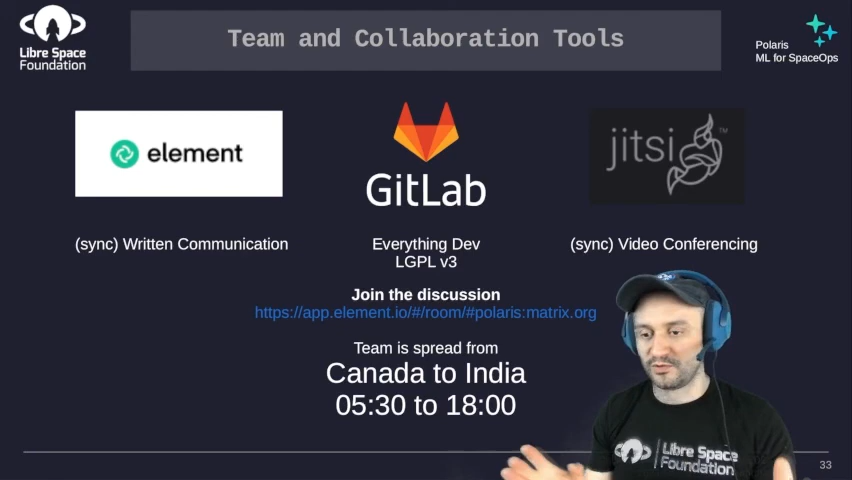 Libre Space
Foundation
Team and Collaboration Tools
Polaris
ML for SpaceOps
element
GitLab
jitsi™
(sync) Written Communication
Everything Dev
LGPL v3
(sync) Video Conferencing
Join the discussion
https://app.element.io/#/room/#polaris:matrix.org
Team is spread from
Canada to India
05:30 to 18:00
Libre Space
Foundation
33